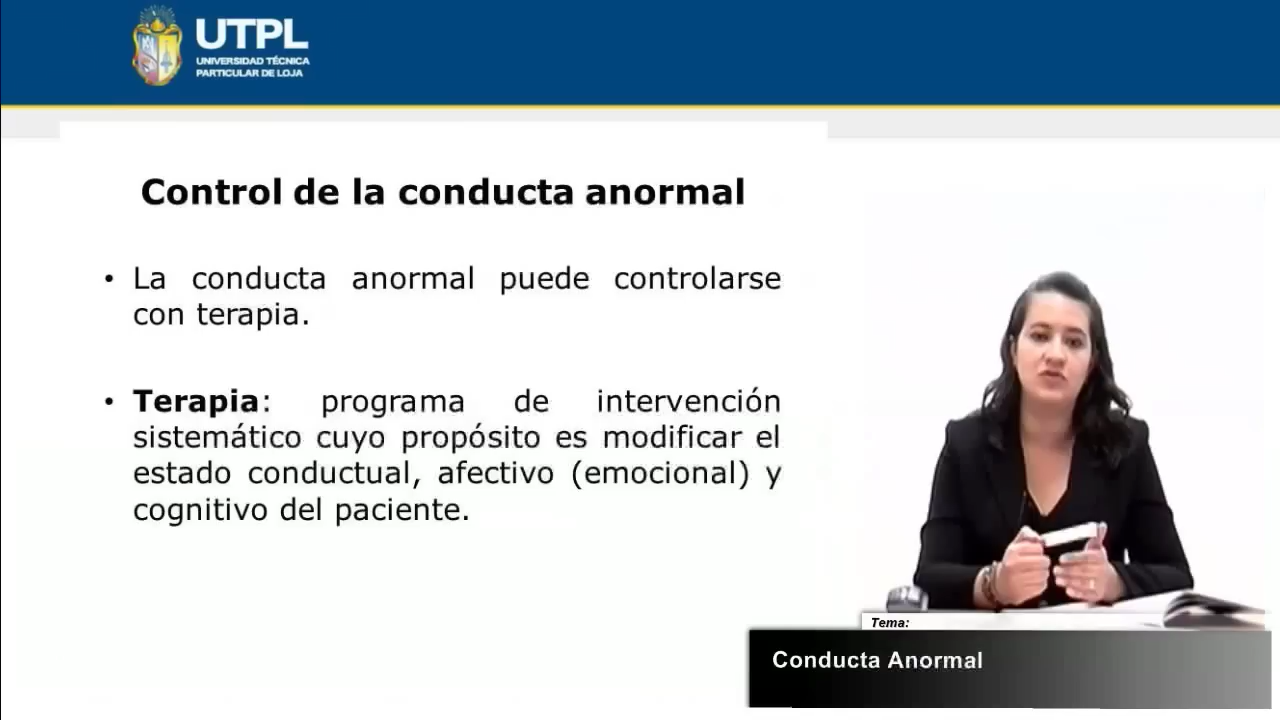 UTPL
UNIVERSIDAD TÉCNICA
PARTICULAR DE LOJA
Control de la conducta anormal
• La conducta anormal puede controlarse
con terapia.
• Terapia: programa de intervención
sistemático cuyo propósito es modificar el
estado conductual, afectivo (emocional) y
cognitivo del paciente.
Tema:
Conducta Anormal